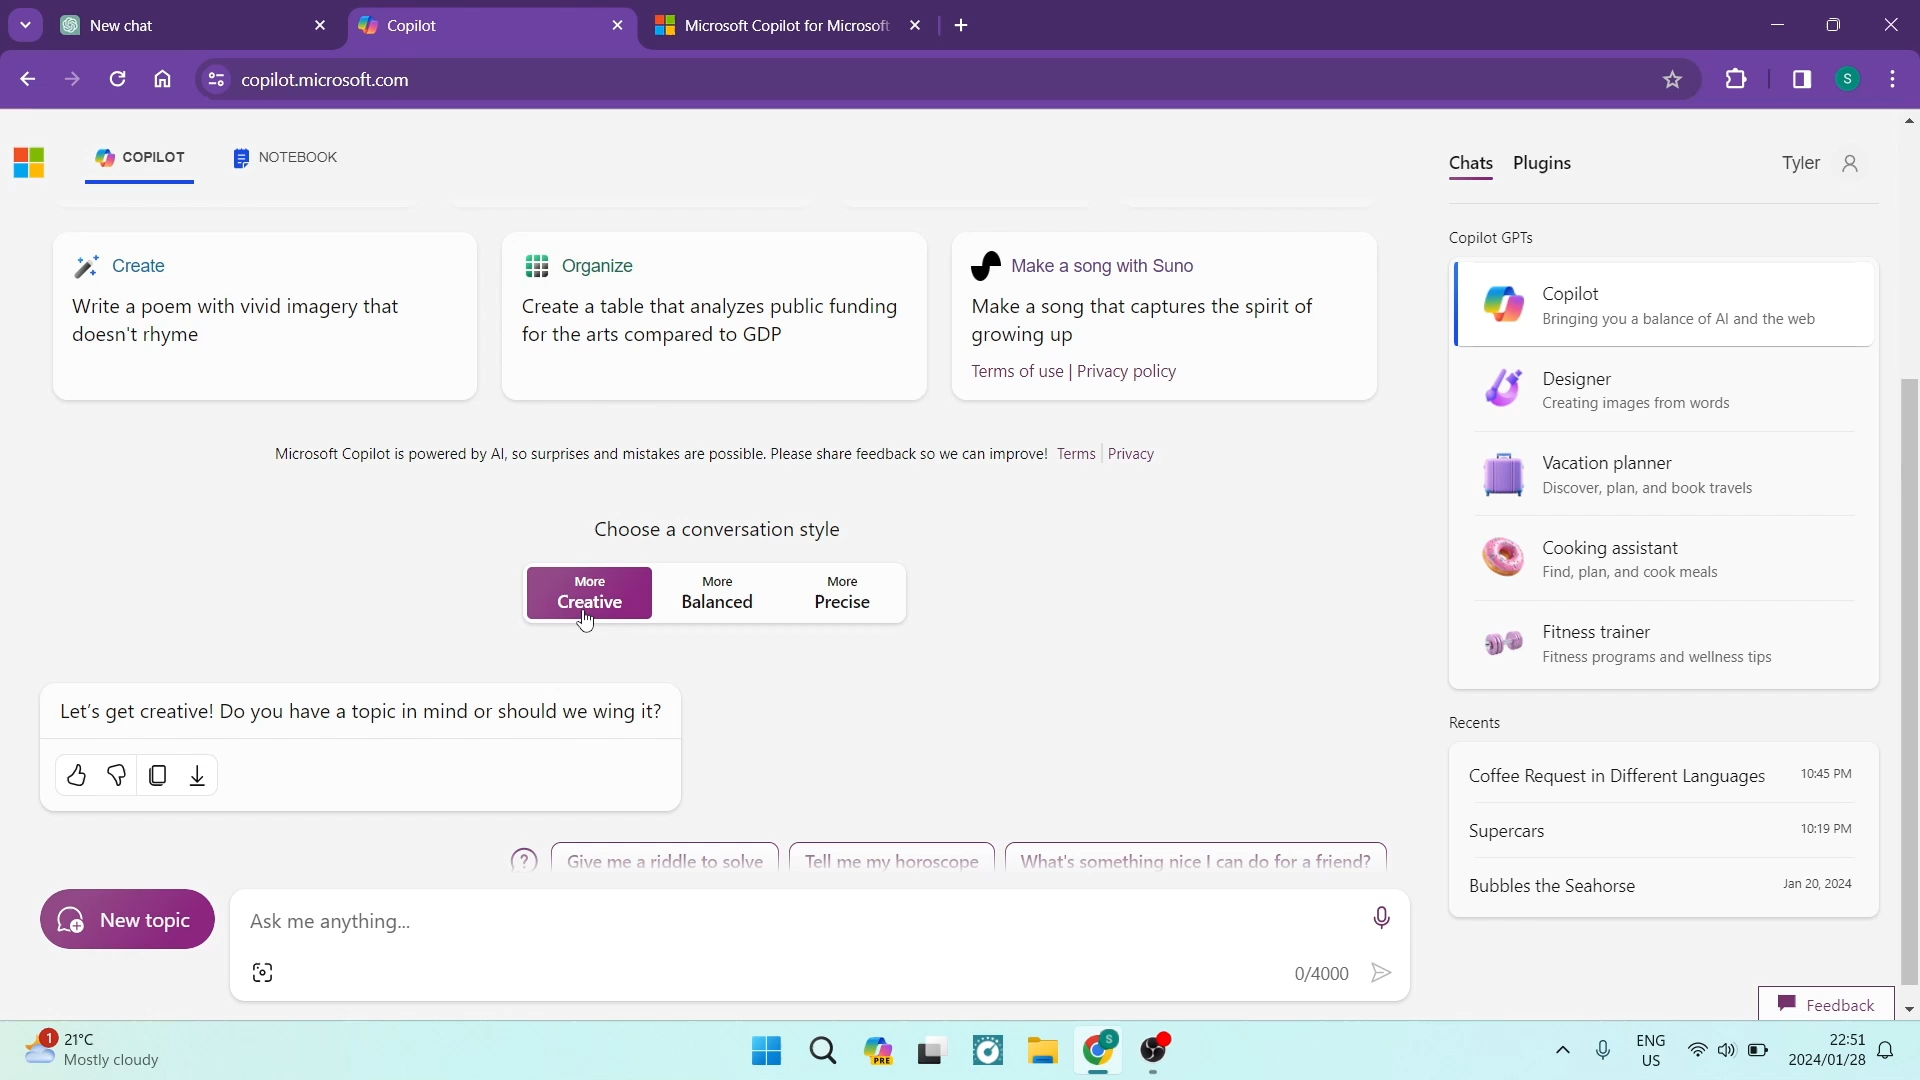 New chat
Copilot
Microsoft Copilot for Microsoft
copilot.microsoft.com
COPILOT
NOTEBOOK
Chats
Plugins
Tyler
Create
Write a poem with vivid imagery that
doesn't rhyme
Organize
Create a table that analyzes public funding
for the arts compared to GDP
Make a song with Suno
Make a song that captures the spirit of
growing up
Terms of use | Privacy policy
Microsoft Copilot is powered by AI, so surprises and mistakes are possible. Please share feedback so we can improve! Terms | Privacy
Choose a conversation style
More
Creative
More
Balanced
More
Precise
Let's get creative! Do you have a topic in mind or should we wing it?
Give me a riddle to solve
Tell me my horoscope
What's something nice I can do for a friend?
New topic
Ask me anything...
0/4000
Copilot GPTs
Copilot
Bringing you a balance of AI and the web
Designer
Creating images from words
Vacation planner
Discover, plan, and book travels
Cooking assistant
Find, plan, and cook meals
Fitness trainer
Fitness programs and wellness tips
Recents
Coffee Request in Different Languages 10:45 PM
Supercars 10:19 PM
Bubbles the Seahorse Jan 20, 2024
Feedback
S
1
21°C
Mostly cloudy
PRE
S
ENG
US
22:51
2024/01/28